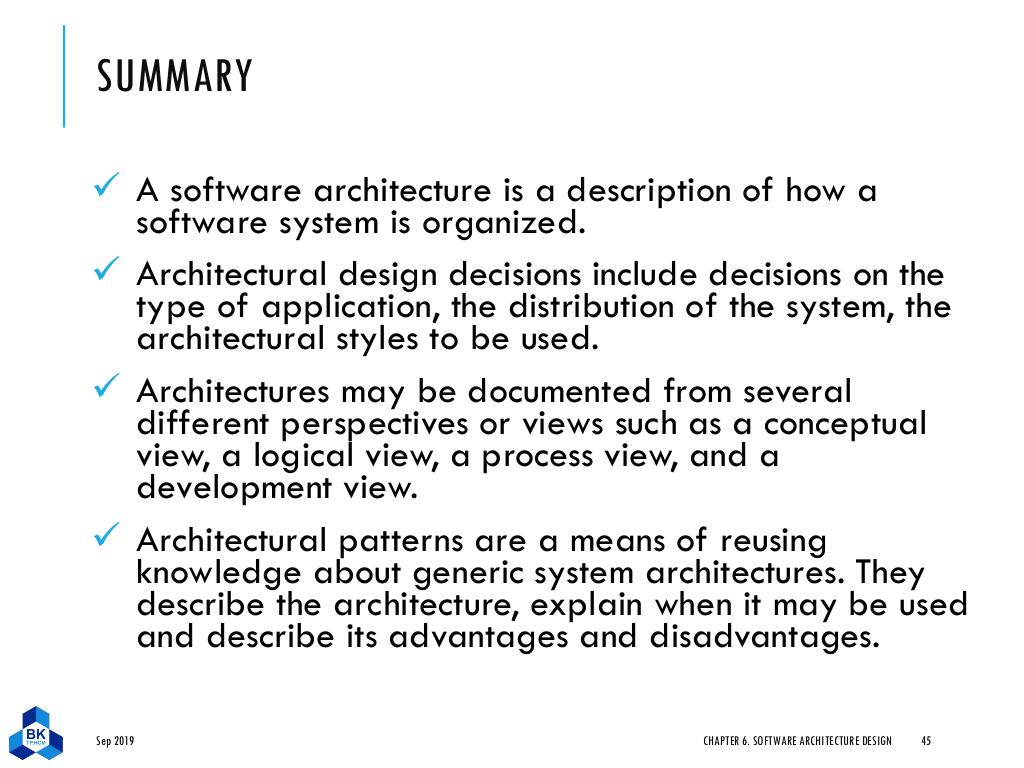 SUMMARY
✓ A software architecture is a description of how a
software system is organized.
✓ Architectural design decisions include decisions on the
type of application, the distribution of the system, the
architectural styles to be used.
✓ Architectures may be documented from several
different perspectives or views such as a conceptual
view, a logical view, a process view, and a
development view.
✓ Architectural patterns are a means of reusing
knowledge about generic system architectures. They
describe the architecture, explain when it may be used
and describe its advantages and disadvantages.
BK
TP.HCM
Sep 2019
CHAPTER 6. SOFTWARE ARCHITECTURE DESIGN
45